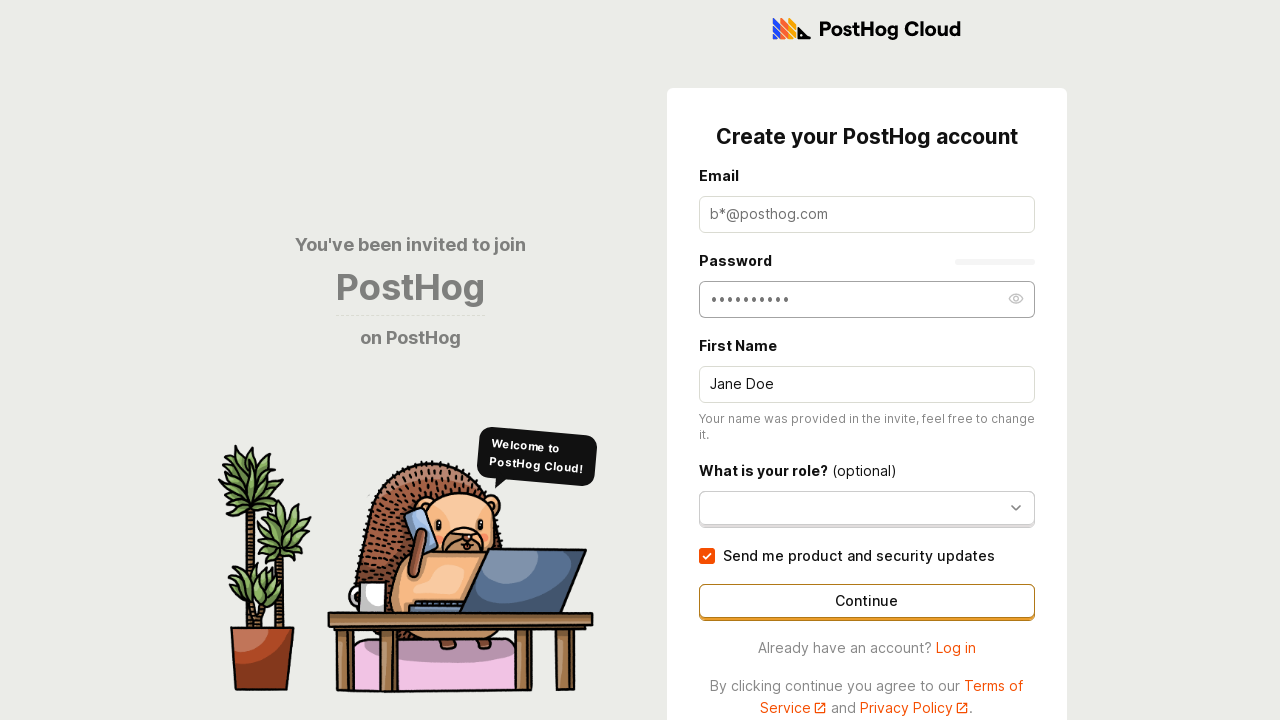 PostHog Cloud
Create your PostHog account
Email
b*@posthog.com
Password
••••••••••
First Name
Jane Doe
Your name was provided in the invite, feel free to change
it.
What is your role? (optional)
Send me product and security updates
Continue
Already have an account? Log in
By clicking continue you agree to our Terms of
Service and Privacy Policy.
You've been invited to join
PostHog
on PostHog
Welcome to
PostHog Cloud!